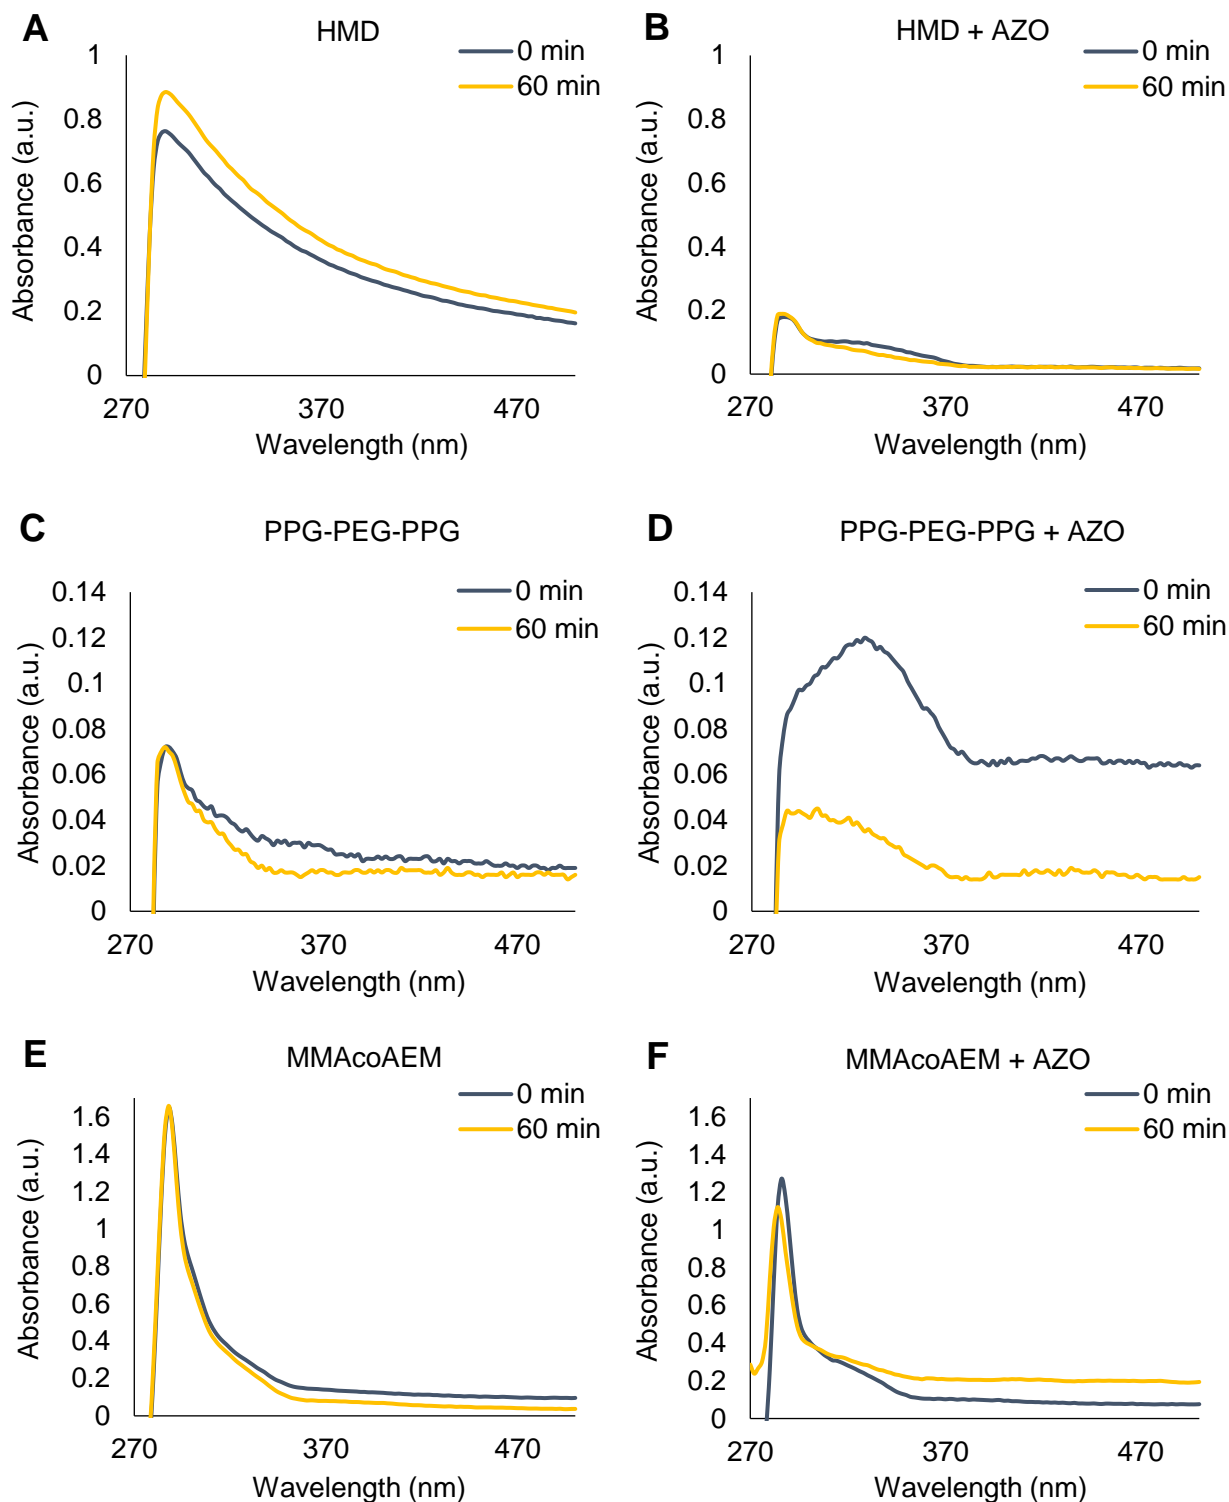 A
HMD
0 min
60 min
1
0.8
0.6
0.4
0.2
0
270
370
470
Absorbance (a.u.)
Wavelength (nm)
B
HMD + AZO
0 min
60 min
1
0.8
0.6
0.4
0.2
0
270
370
470
Absorbance (a.u.)
Wavelength (nm)
C
PPG-PEG-PPG
0 min
60 min
0.14
0.12
0.1
0.08
0.06
0.04
0.02
0
270
370
470
Absorbance (a.u.)
Wavelength (nm)
D
PPG-PEG-PPG + AZO
0 min
60 min
0.14
0.12
0.1
0.08
0.06
0.04
0.02
0
270
370
470
Absorbance (a.u.)
Wavelength (nm)
E
MMAcoAEM
0 min
60 min
1.6
1.4
1.2
1
0.8
0.6
0.4
0.2
0
270
370
470
Absorbance (a.u.)
Wavelength (nm)
F
MMAcoAEM + AZO
0 min
60 min
1.6
1.4
1.2
1
0.8
0.6
0.4
0.2
0
270
370
470
Absorbance (a.u.)
Wavelength (nm)